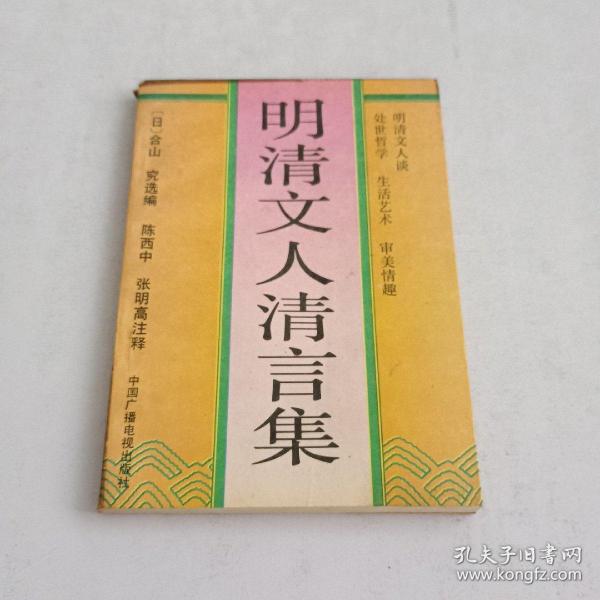 明清文人谈
处世哲学 生活艺术 审美情趣
明清文人清言集
〔日〕合山 究选编 陈西中 张明高注释
中国广播电视出版社
孔夫子旧书网
www.kongfz.com